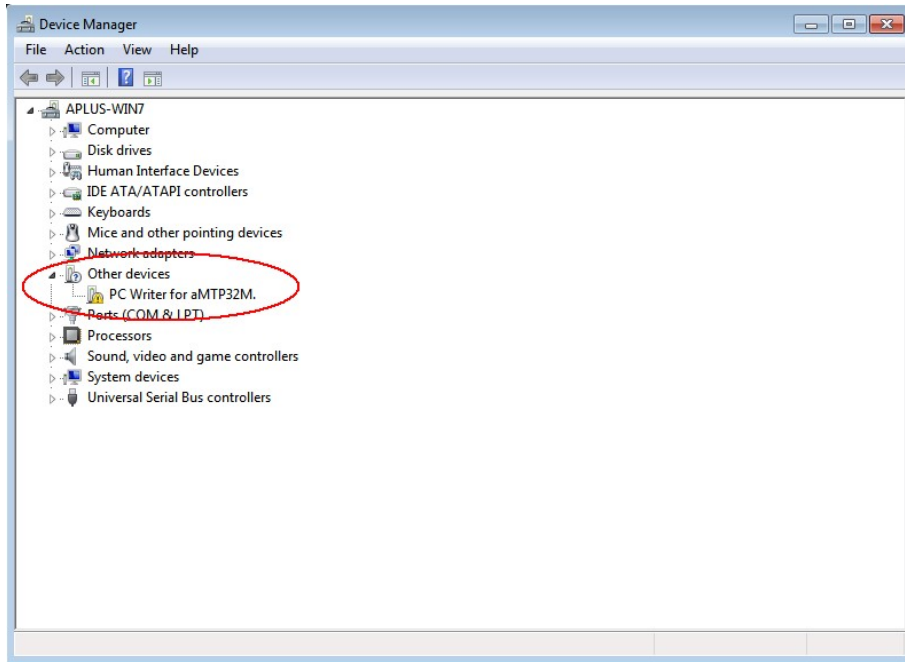 Device Manager
File Action View Help
APLUS-WIN7
Computer
Disk drives
Human Interface Devices
IDE ATA/ATAPI controllers
Keyboards
Mice and other pointing devices
Network adapters
Other devices
PC Writer for aMTP32M.
Ports (COM & LPT)
Processors
Sound, video and game controllers
System devices
Universal Serial Bus controllers